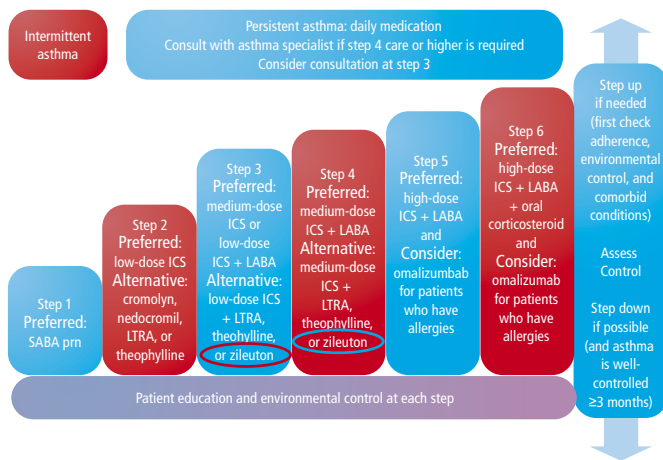 Intermittent
asthma
Persistent asthma: daily medication
Consult with asthma specialist if step 4 care or higher is required
Consider consultation at step 3
Step 1
Preferred:
SABA prn
Step 2
Preferred:
low-dose ICS
Alternative:
cromolyn,
nedocromil,
LTRA, or
theophylline
Step 3
Preferred:
medium-dose
ICS or
low-dose
ICS + LABA
Alternative:
low-dose ICS
+ LTRA,
theophylline,
or zileuton
Step 4
Preferred:
medium-dose
ICS + LABA
Alternative:
medium-dose
ICS +
LTRA,
theophylline,
or zileuton
Step 5
Preferred:
high-dose
ICS + LABA
and
Consider:
omalizumbab
for patients
who have
allergies
Step 6
Preferred:
high-dose
ICS + LABA
+ oral
corticosteroid
and
Consider:
omalizumab
for patients
who have
allergies
Step up
if needed
(first check
adherence,
environmental
control, and
comorbid
conditions)
Assess
Control
Step down
if possible
(and asthma
is well-
controlled
≥3 months)
Patient education and environmental control at each step